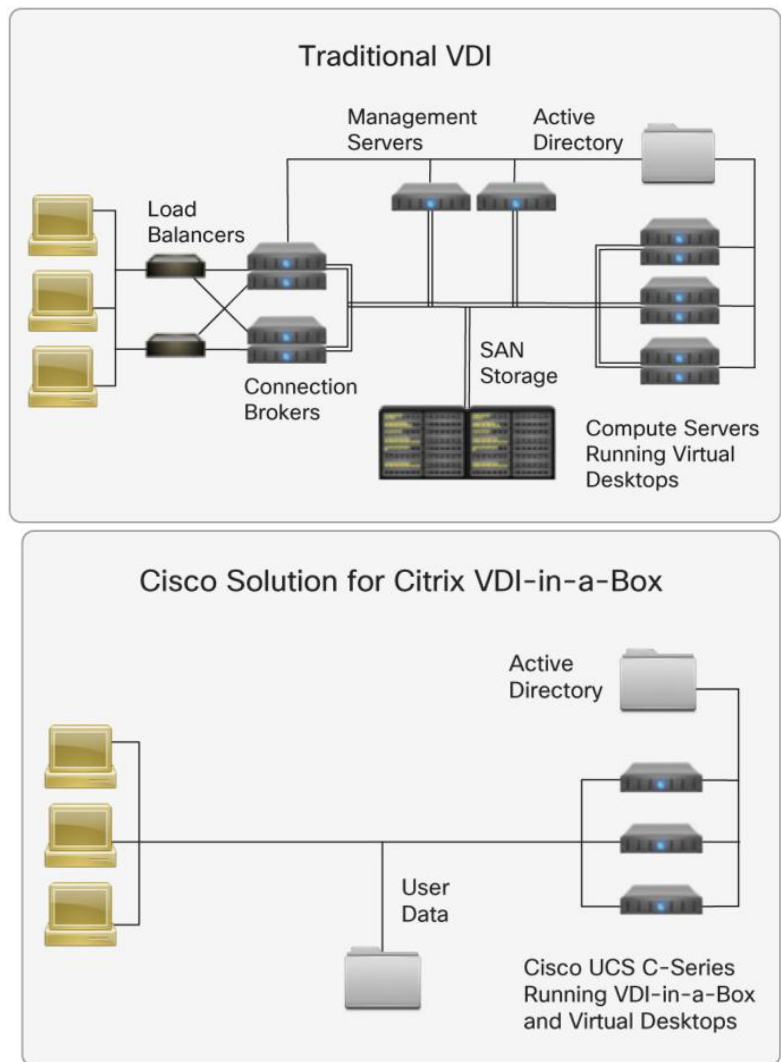 Traditional VDI
Management
Servers
Active
Directory
Load
Balancers
Connection
Brokers
SAN
Storage
Compute Servers
Running Virtual
Desktops
Cisco Solution for Citrix VDI-in-a-Box
Active
Directory
User
Data
Cisco UCS C-Series
Running VDI-in-a-Box
and Virtual Desktops